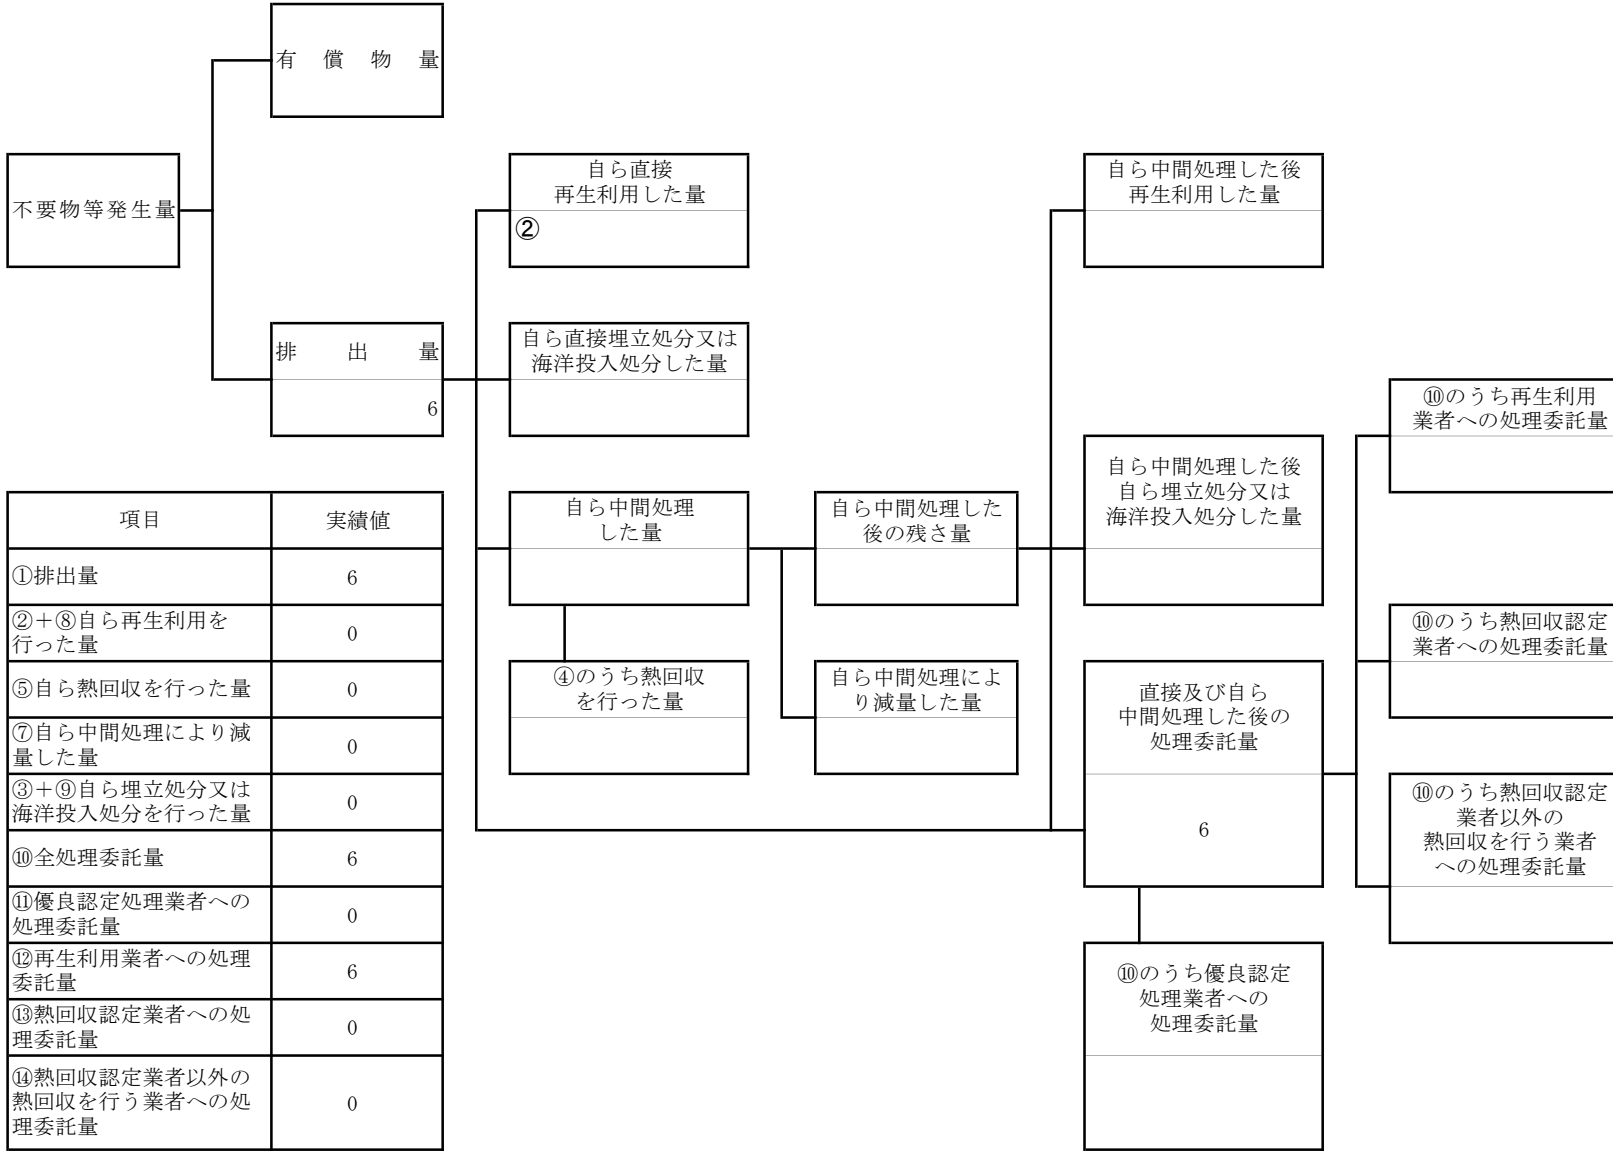 有償物量
不要物等発生量
自ら直接
再生利用した量
②
自ら中間処理した後
再生利用した量
排出量
6
自ら直接埋立処分又は
海洋投入処分した量
⑩のうち再生利用
業者への処理委託量
自ら中間処理
した量
自ら中間処理した
後の残さ量
自ら中間処理した後
自ら埋立処分又は
海洋投入処分した量
④のうち熱回収
を行った量
自ら中間処理によ
り減量した量
直接及び自ら
中間処理した後の
処理委託量
6
⑩のうち熱回収認定
業者への処理委託量
⑩のうち熱回収認定
業者以外の
熱回収を行う業者
への処理委託量
⑩のうち優良認定
処理業者への
処理委託量
項目 実績値
①排出量 6
②＋⑧自ら再生利用を
行った量 0
⑤自ら熱回収を行った量 0
⑦自ら中間処理により減
量した量 0
③＋⑨自ら埋立処分又は
海洋投入処分を行った量 0
⑩全処理委託量 6
⑪優良認定処理業者への
処理委託量 0
⑫再生利用業者への処理
委託量 6
⑬熱回収認定業者への処
理委託量 0
⑭熱回収認定業者以外の
熱回収を行う業者への処
理委託量 0